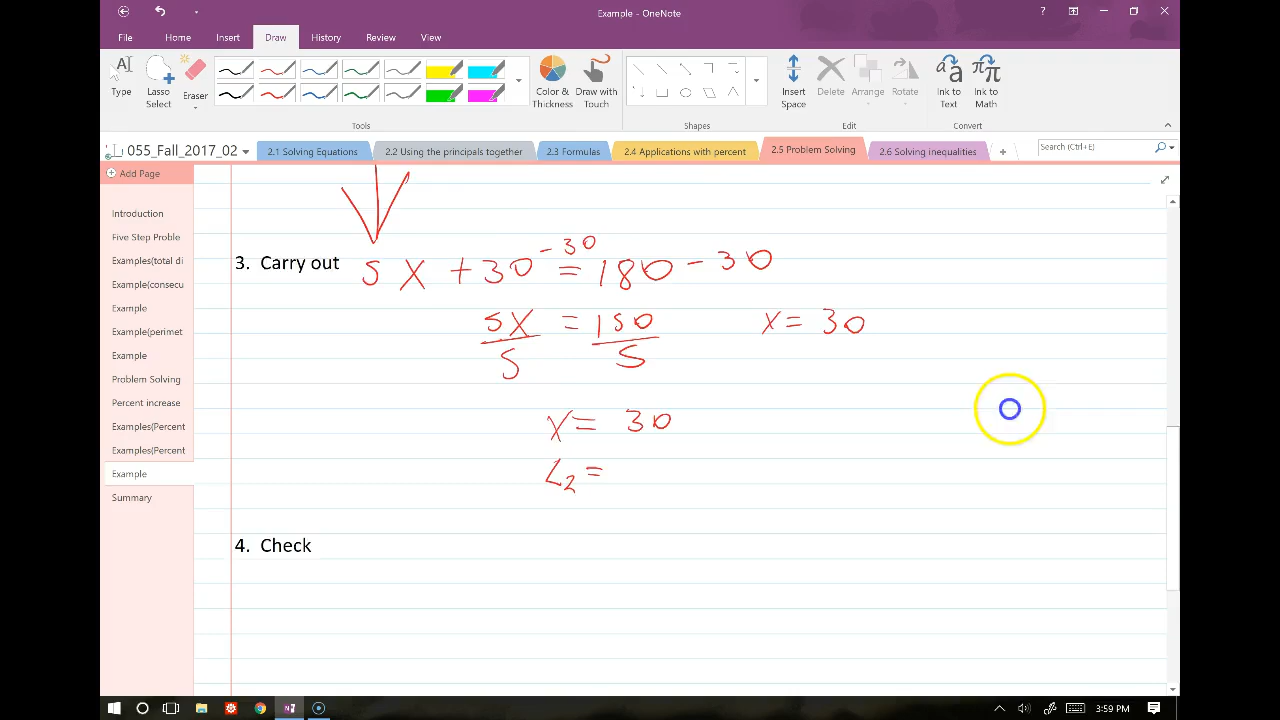 Example - OneNote
File Home Insert Draw History Review View
Type Lasso Select Eraser Color & Thickness Draw with Touch Insert Space Delete Arrange Rotate Ink to Text Ink to Math
Tools Shapes Edit Convert
055_Fall_2017_02 2.1 Solving Equations 2.2 Using the principals together 2.3 Formulas 2.4 Applications with percent 2.5 Problem Solving 2.6 Solving inequalities + Search (Ctrl+E)
Add Page
Introduction
Five Step Proble
Examples(total di
Example(consecu
Example
Example(perimet
Example
Problem Solving
Percent increase
Examples(Percent
Examples(Percent
Example
Summary
3. Carry out 5x + 30 - 30 = 180 - 30
5x = 150 x = 30
5 5
x = 30
L2 =
4. Check
3:59 PM